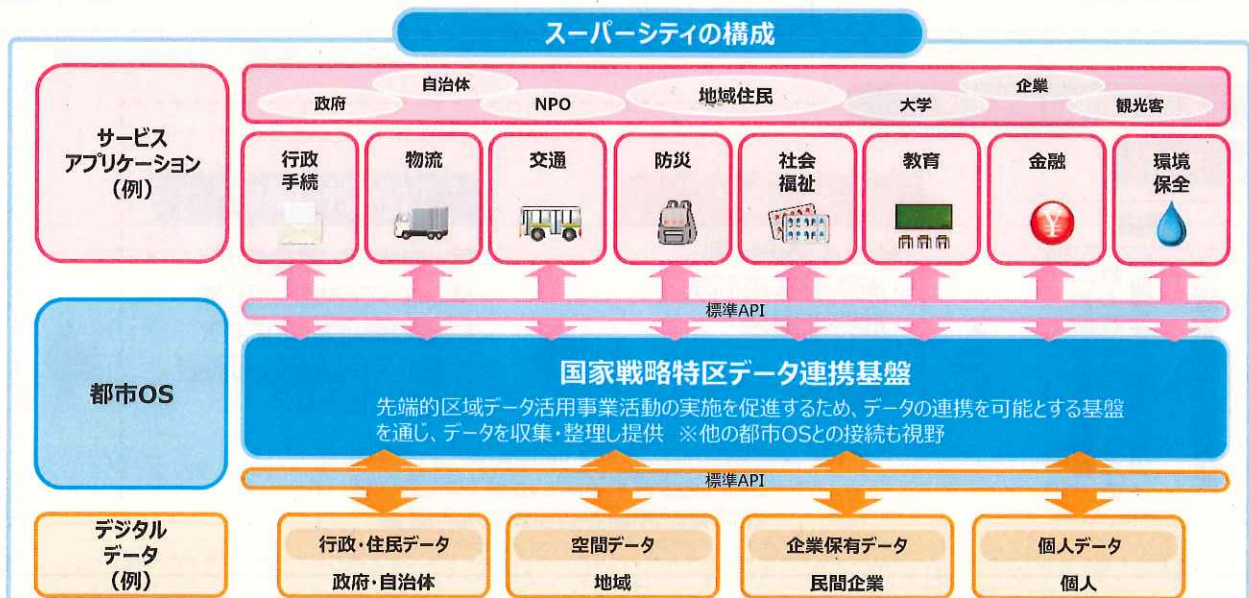 スーパーシティの構成
サービス
アプリケーション
(例)
政府
自治体
NPO
地域住民
大学
企業
観光客
行政
手続
物流
交通
防災
社会
福祉
教育
金融
¥
環境
保全
標準API
都市OS
国家戦略特区データ連携基盤
先端的区域データ活用事業活動の実施を促進するため、データの連携を可能とする基盤
を通じ、データを収集・整理し提供 ※他の都市OSとの接続も視野
標準API
デジタル
データ
(例)
行政・住民データ
政府・自治体
空間データ
地域
企業保有データ
民間企業
個人データ
個人